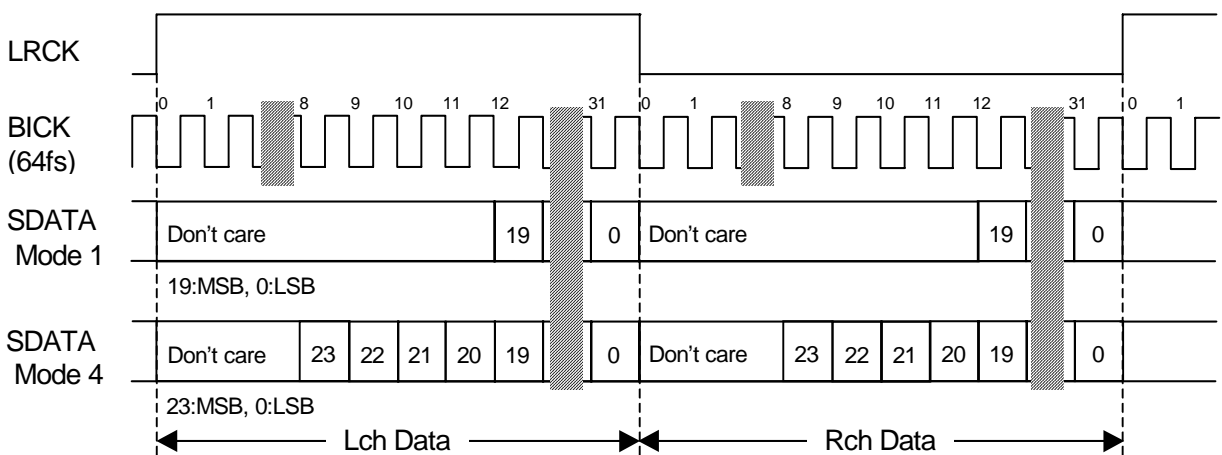 LRCK
0 1 8 9 10 11 12 31 0 1 8 9 10 11 12 31 0 1
BICK
(64fs)
SDATA
Mode 1
Don't care 19 0 Don't care 19 0
19:MSB, 0:LSB
SDATA
Mode 4
Don't care 23 22 21 20 19 0 Don't care 23 22 21 20 19 0
23:MSB, 0:LSB
Lch Data Rch Data